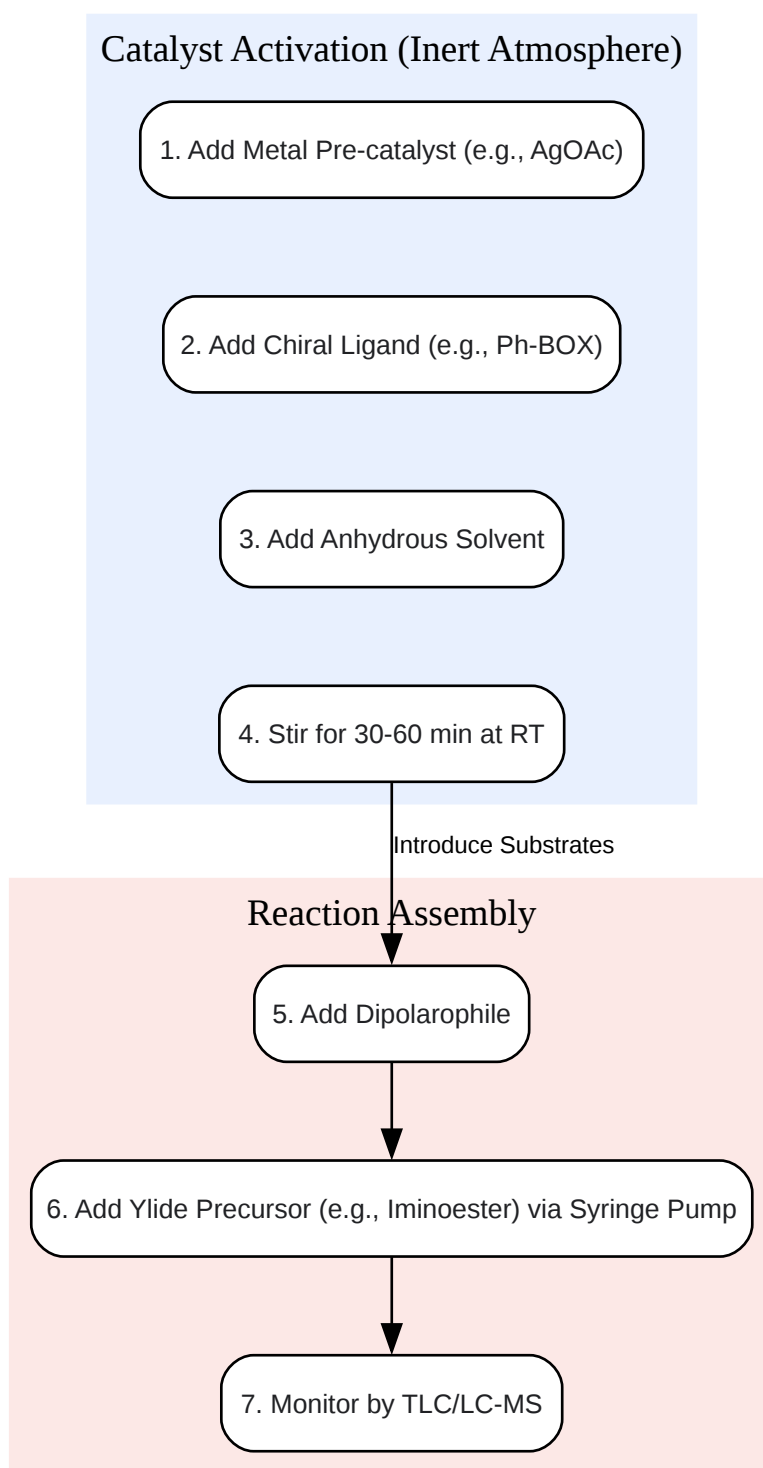 Catalyst Activation (Inert Atmosphere)
1. Add Metal Pre-catalyst (e.g., AgOAc)
2. Add Chiral Ligand (e.g., Ph-BOX)
3. Add Anhydrous Solvent
4. Stir for 30-60 min at RT
Introduce Substrates
Reaction Assembly
5. Add Dipolarophile
6. Add Ylide Precursor (e.g., Iminoester) via Syringe Pump
7. Monitor by TLC/LC-MS